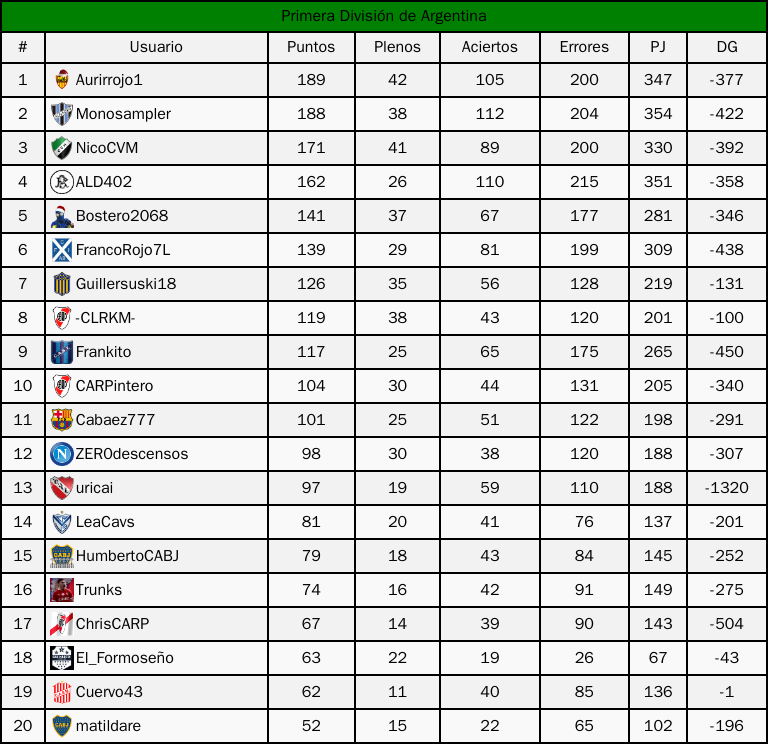 Primera División de Argentina
# Usuario Puntos Plenos Aciertos Errores PJ DG
1 Aurirrojo1 189 42 105 200 347 -377
2 Monosampler 188 38 112 204 354 -422
3 NicoCVM 171 41 89 200 330 -392
4 ALD402 162 26 110 215 351 -358
5 Bostero2068 141 37 67 177 281 -346
6 FrancoRojo7L 139 29 81 199 309 -438
7 Guillersuski18 126 35 56 128 219 -131
8 -CLRKM- 119 38 43 120 201 -100
9 Frankito 117 25 65 175 265 -450
10 CARPintero 104 30 44 131 205 -340
11 Cabaez777 101 25 51 122 198 -291
12 ZEROdescensos 98 30 38 120 188 -307
13 uricai 97 19 59 110 188 -1320
14 LeaCavs 81 20 41 76 137 -201
15 HumbertoCABJ 79 18 43 84 145 -252
16 Trunks 74 16 42 91 149 -275
17 ChrisCARP 67 14 39 90 143 -504
18 El_Formoseño 63 22 19 26 67 -43
19 Cuervo43 62 11 40 85 136 -1
20 matildare 52 15 22 65 102 -196